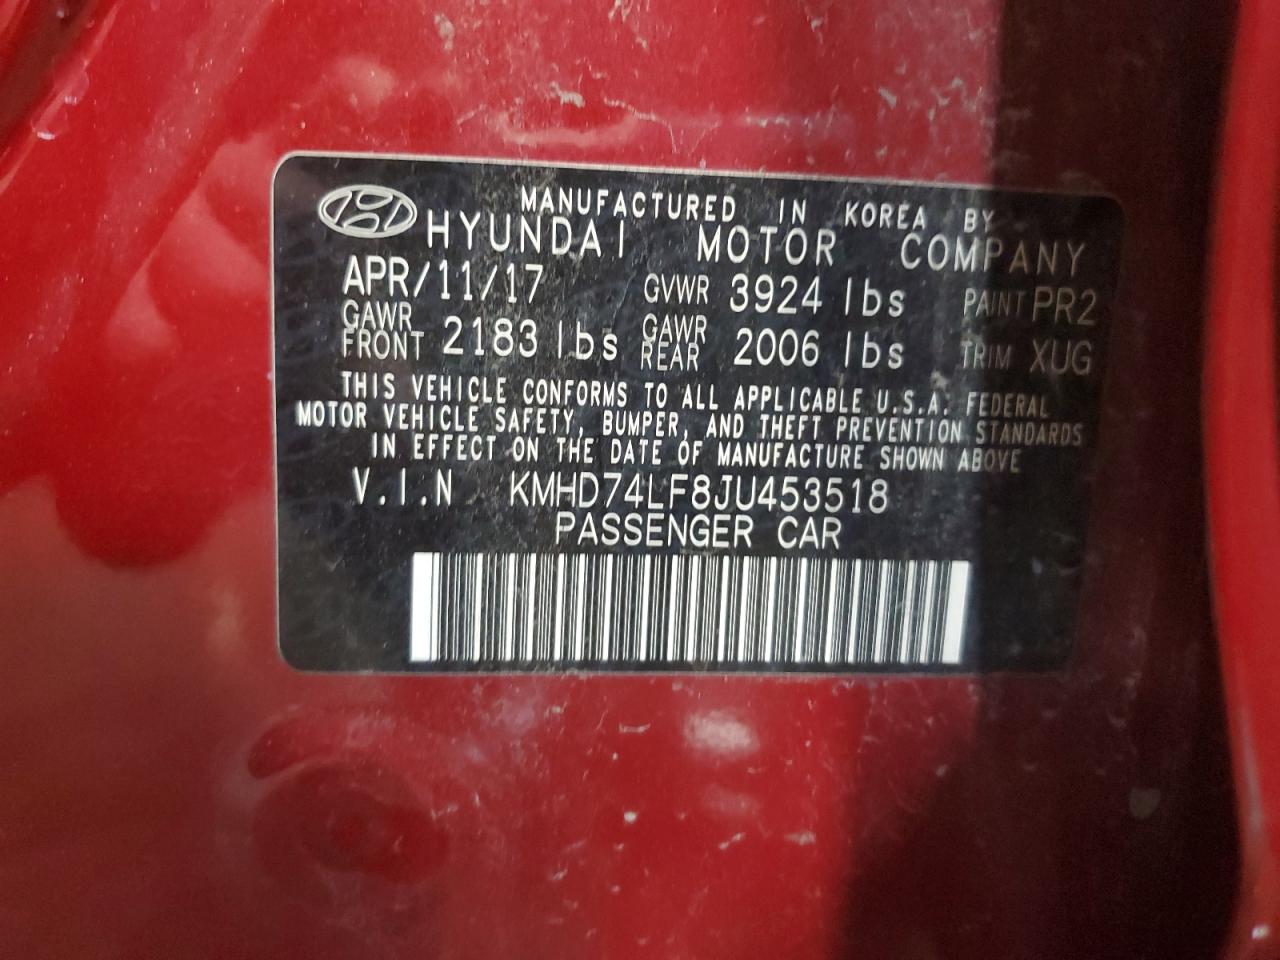 MANUFACTURED IN KOREA BY
HYUNDAI MOTOR COMPANY
APR/11/17 GVWR 3924 lbs PAINT PR2
GAWR FRONT 2183 lbs GAWR REAR 2006 lbs TRIM XUG
THIS VEHICLE CONFORMS TO ALL APPLICABLE U.S.A. FEDERAL
MOTOR VEHICLE SAFETY, BUMPER, AND THEFT PREVENTION STANDARDS
IN EFFECT ON THE DATE OF MANUFACTURE SHOWN ABOVE
V.I.N KMHD74LF8JU453518
PASSENGER CAR